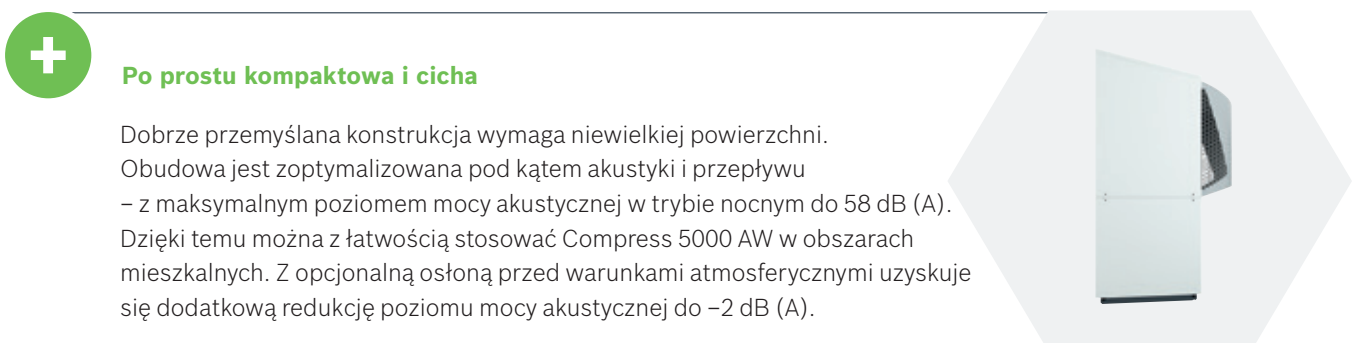 Po prostu kompaktowa i cicha
Dobrze przemyślana konstrukcja wymaga niewielkiej powierzchni.
Obudowa jest zoptymalizowana pod kątem akustyki i przepływu
– z maksymalnym poziomem mocy akustycznej w trybie nocnym do 58 dB (A).
Dzięki temu można z łatwością stosować Compress 5000 AW w obszarach
mieszkalnych. Z opcjonalną osłoną przed warunkami atmosferycznymi uzyskuje
się dodatkową redukcję poziomu mocy akustycznej do –2 dB (A).